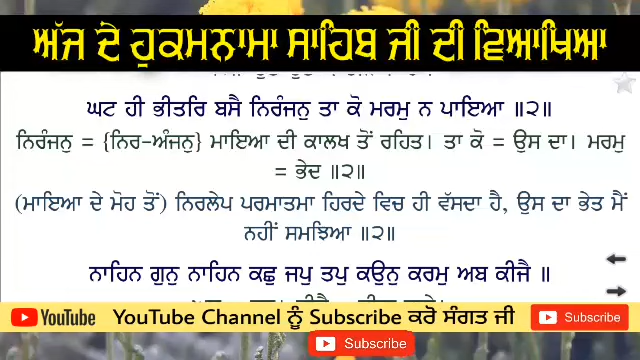 ਅੱਜ ਦੇ ਹੁਕਮਨਾਮਾ ਸਾਹਿਬ ਜੀ ਦੀ ਵਿਆਖਿਆ
ਘਟ ਹੀ ਭੀਤਰਿ ਬਸੈ ਨਿਰੰਜਨੁ ਤਾ ਕੋ ਮਰਮੁ ਨ ਪਾਇਆ ॥੨॥
ਨਿਰੰਜਨੁ = {ਨਿਰ-ਅੰਜਨੁ} ਮਾਇਆ ਦੀ ਕਾਲਖ ਤੋਂ ਰਹਿਤ। ਤਾ ਕੋ = ਉਸ ਦਾ। ਮਰਮੁ
= ਭੇਦ ॥੨॥
(ਮਾਇਆ ਦੇ ਮੋਹ ਤੋਂ) ਨਿਰਲੇਪ ਪਰਮਾਤਮਾ ਹਿਰਦੇ ਵਿਚ ਹੀ ਵੱਸਦਾ ਹੈ, ਉਸ ਦਾ ਭੇਤ ਮੈਂ
ਨਹੀਂ ਸਮਝਿਆ ॥੨॥
ਨਾਹਿਨ ਗੁਨੁ ਨਾਹਿਨ ਕਛੁ ਜਪੁ ਤਪੁ ਕਉਨੁ ਕਰਮੁ ਅਬ ਕੀਜੈ ॥
YouTube YouTube Channel ਨੂੰ Subscribe ਕਰੋ ਸੰਗਤ ਜੀ Subscribe
Subscribe